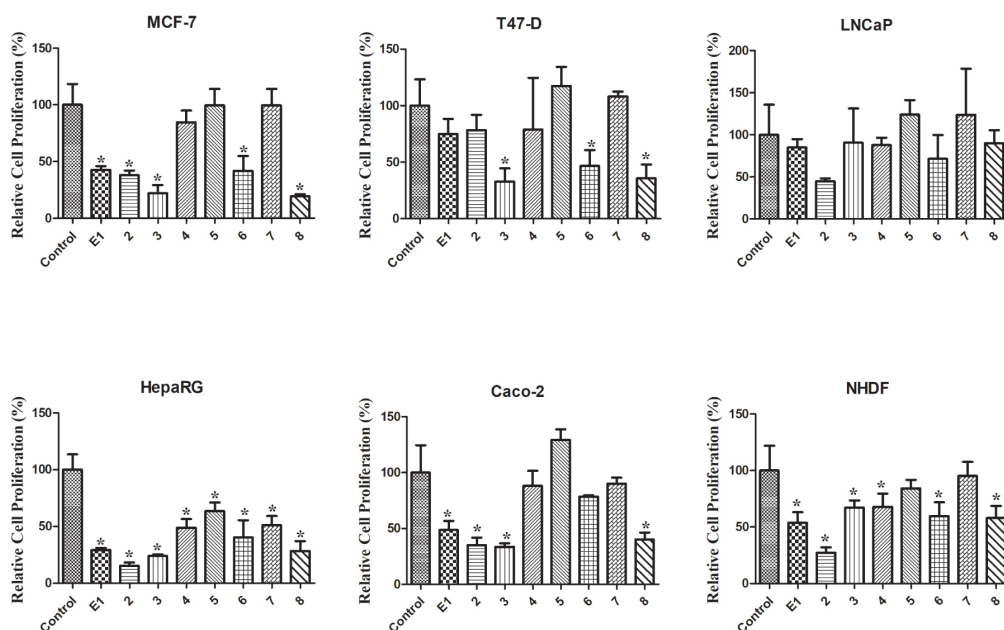 MCF-7
Relative Cell Proliferation (%)
150
100
50
0
* * * * *
Control E1 2 3 4 5 6 7 8
T47-D
Relative Cell Proliferation (%)
150
100
50
0
* * *
Control E1 2 3 4 5 6 7 8
LNCaP
Relative Cell Proliferation (%)
200
150
100
50
0
Control E1 2 3 4 5 6 7 8
HepaRG
Relative Cell Proliferation (%)
150
100
50
0
* * * * * * * *
Control E1 2 3 4 5 6 7 8
Caco-2
Relative Cell Proliferation (%)
150
100
50
0
* * * *
Control E1 2 3 4 5 6 7 8
NHDF
Relative Cell Proliferation (%)
150
100
50
0
* * * * * *
Control E1 2 3 4 5 6 7 8